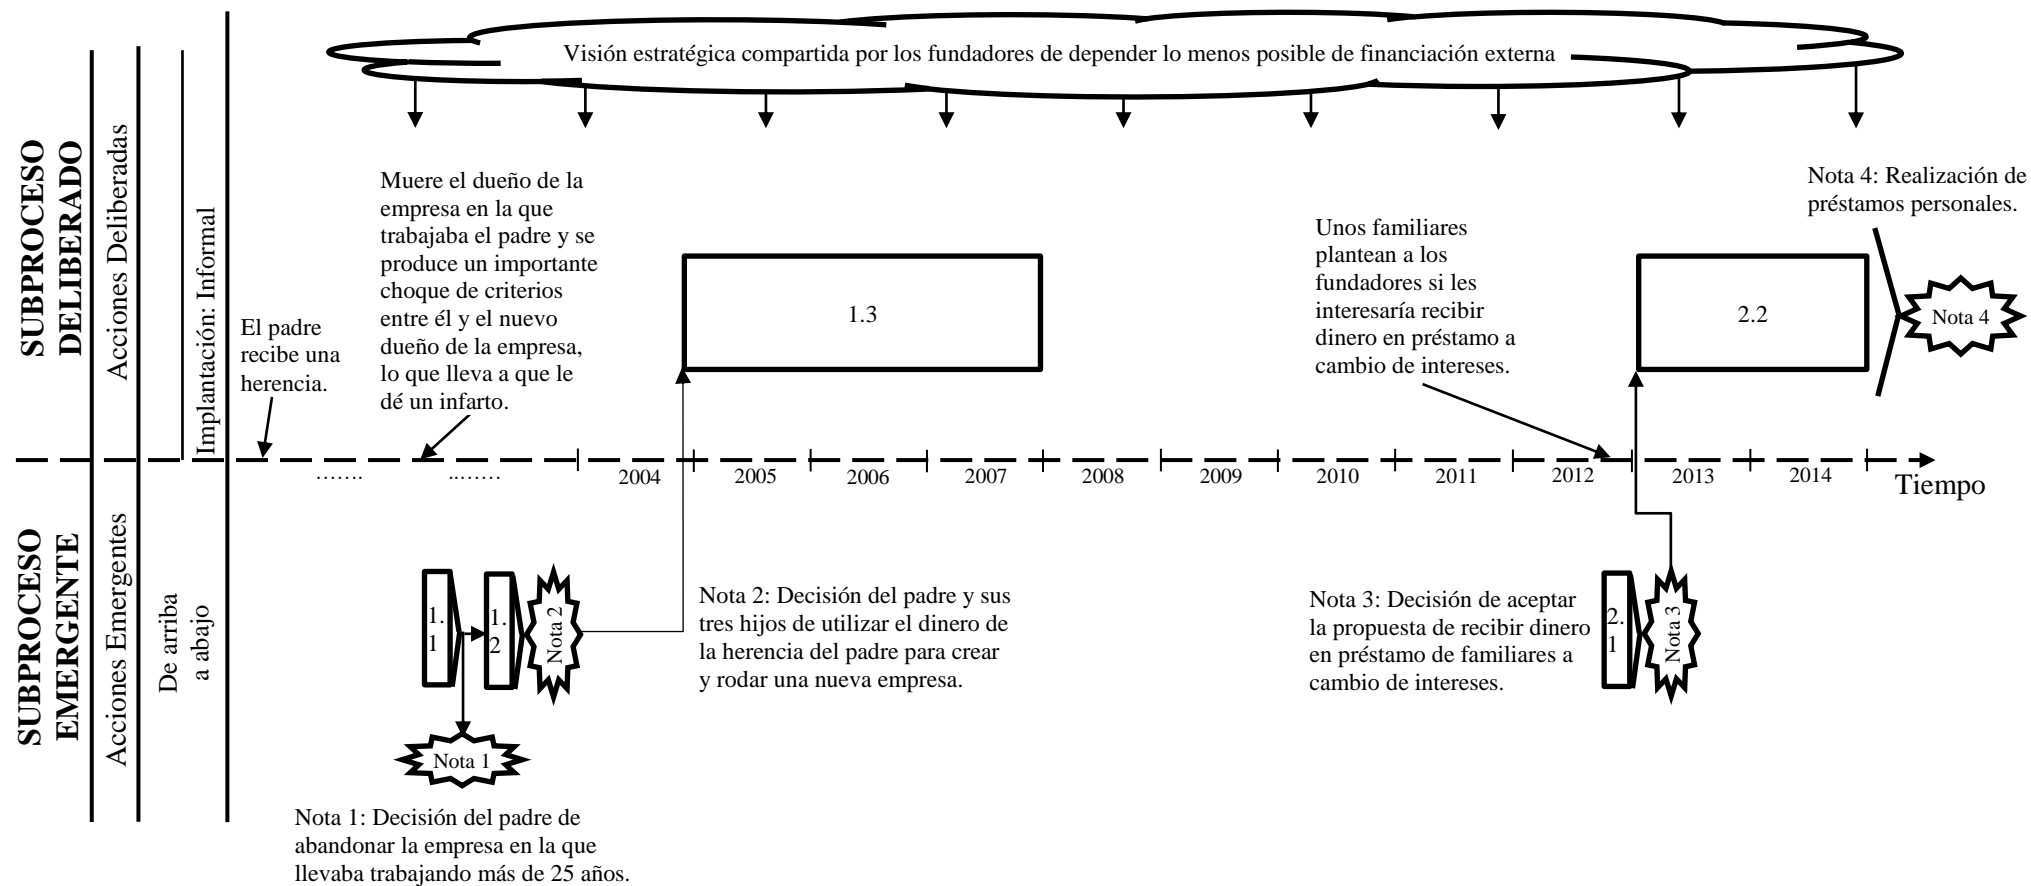 Visión estratégica compartida por los fundadores de depender lo menos posible de financiación externa
SUBPROCESO
DELIBERADO
Acciones Deliberadas
Implantación: Informal
El padre
recibe una
herencia.
Muere el dueño de la
empresa en la que
trabajaba el padre y se
produce un importante
choque de criterios
entre él y el nuevo
dueño de la empresa,
lo que lleva a que le
dé un infarto.
1.3
Unos familiares
plantean a los
fundadores si les
interesaría recibir
dinero en préstamo a
cambio de intereses.
2.2
Nota 4: Realización de
préstamos personales.
Nota 4
…….
..……
2004
2005
2006
2007
2008
2009
2010
2011
2012
2013
2014
Tiempo
SUBPROCESO
EMERGENTE
Acciones Emergentes
De arriba
a abajo
1.
1
1.
2
Nota 2
Nota 1
Nota 2: Decisión del padre y sus
tres hijos de utilizar el dinero de
la herencia del padre para crear
y rodar una nueva empresa.
Nota 3: Decisión de aceptar
la propuesta de recibir dinero
en préstamo de familiares a
cambio de intereses.
2.
1
Nota 3
Nota 1: Decisión del padre de
abandonar la empresa en la que
llevaba trabajando más de 25 años.